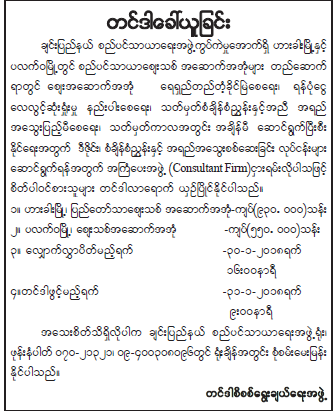 တင်ဒါခေါ်ယူခြင်း
ချင်းပြည်နယ် စည်ပင်သာယာရေးအဖွဲ့ကွပ်ကဲမှုအောက်ရှိ ဟားခါးမြို့နှင့်
ပလက်ဝမြို့တွင် စည်ပင်သာယာဈေးသစ် အဆောက်အအုံများ တည်ဆောက်
ရာတွင် ဈေးအဆောက်အအုံ ရေရှည်တည်တံ့ခိုင်မြဲစေရေး၊ ရန်ပုံငွေ
လေလွင့်ဆုံးရှုံးမှု နည်းပါးစေရေး၊ သတ်မှတ်စံချိန်စံညွှန်းနှင့်အညီ အရည်
အသွေးပြည့်မီစေရေး၊ သတ်မှတ်ကာလအတွင်း အချိန်မီ ဆောင်ရွက်ပြီးစီး
နိုင်ရေးအတွက် ဒီဇိုင်း၊ စံချိန်စံညွှန်းနှင့် အရည်အသွေးစစ်ဆေးခြင်း လုပ်ငန်းများ
ဆောင်ရွက်ရန်အတွက် အကြံပေးအဖွဲ့ (Consultant Firm)ငှားရမ်းလိုပါသဖြင့်
စိတ်ပါဝင်စားသူများ တင်ဒါလာရောက် ယှဉ်ပြိုင်နိုင်ပါသည်။
၁။ ဟားခါးမြို့၊ ပြည်တော်သာဈေးသစ် အဆောက်အအုံ-ကျပ်(၉၃၀. ၀၀၀)သန်း
၂။ ပလက်ဝမြို့၊ ဈေးသစ်အဆောက်အအုံ -ကျပ်(၅၅၀. ၀၀၀)သန်း
၃။ လျှောက်လွှာပိတ်မည့်ရက် -၃၀-၁-၂၀၁၈ရက်
၁၆း၀၀နာရီ
၄။တင်ဒါဖွင့်မည့်ရက် -၃၁-၁-၂၀၁၈ရက်
၉း၀၀နာရီ
အသေးစိတ်သိရှိလိုပါက ချင်းပြည်နယ် စည်ပင်သာယာရေးအဖွဲ့ရုံး၊
ဖုန်းနံပါတ် ၀၇၀-၂၁၃၂၁၊ ၀၉-၄၀၀၃၀၈၀၉၆တွင် ရုံးချိန်အတွင်း စုံစမ်းမေးမြန်း
နိုင်ပါသည်။
တင်ဒါစိစစ်ရွေးချယ်ရေးအဖွဲ့